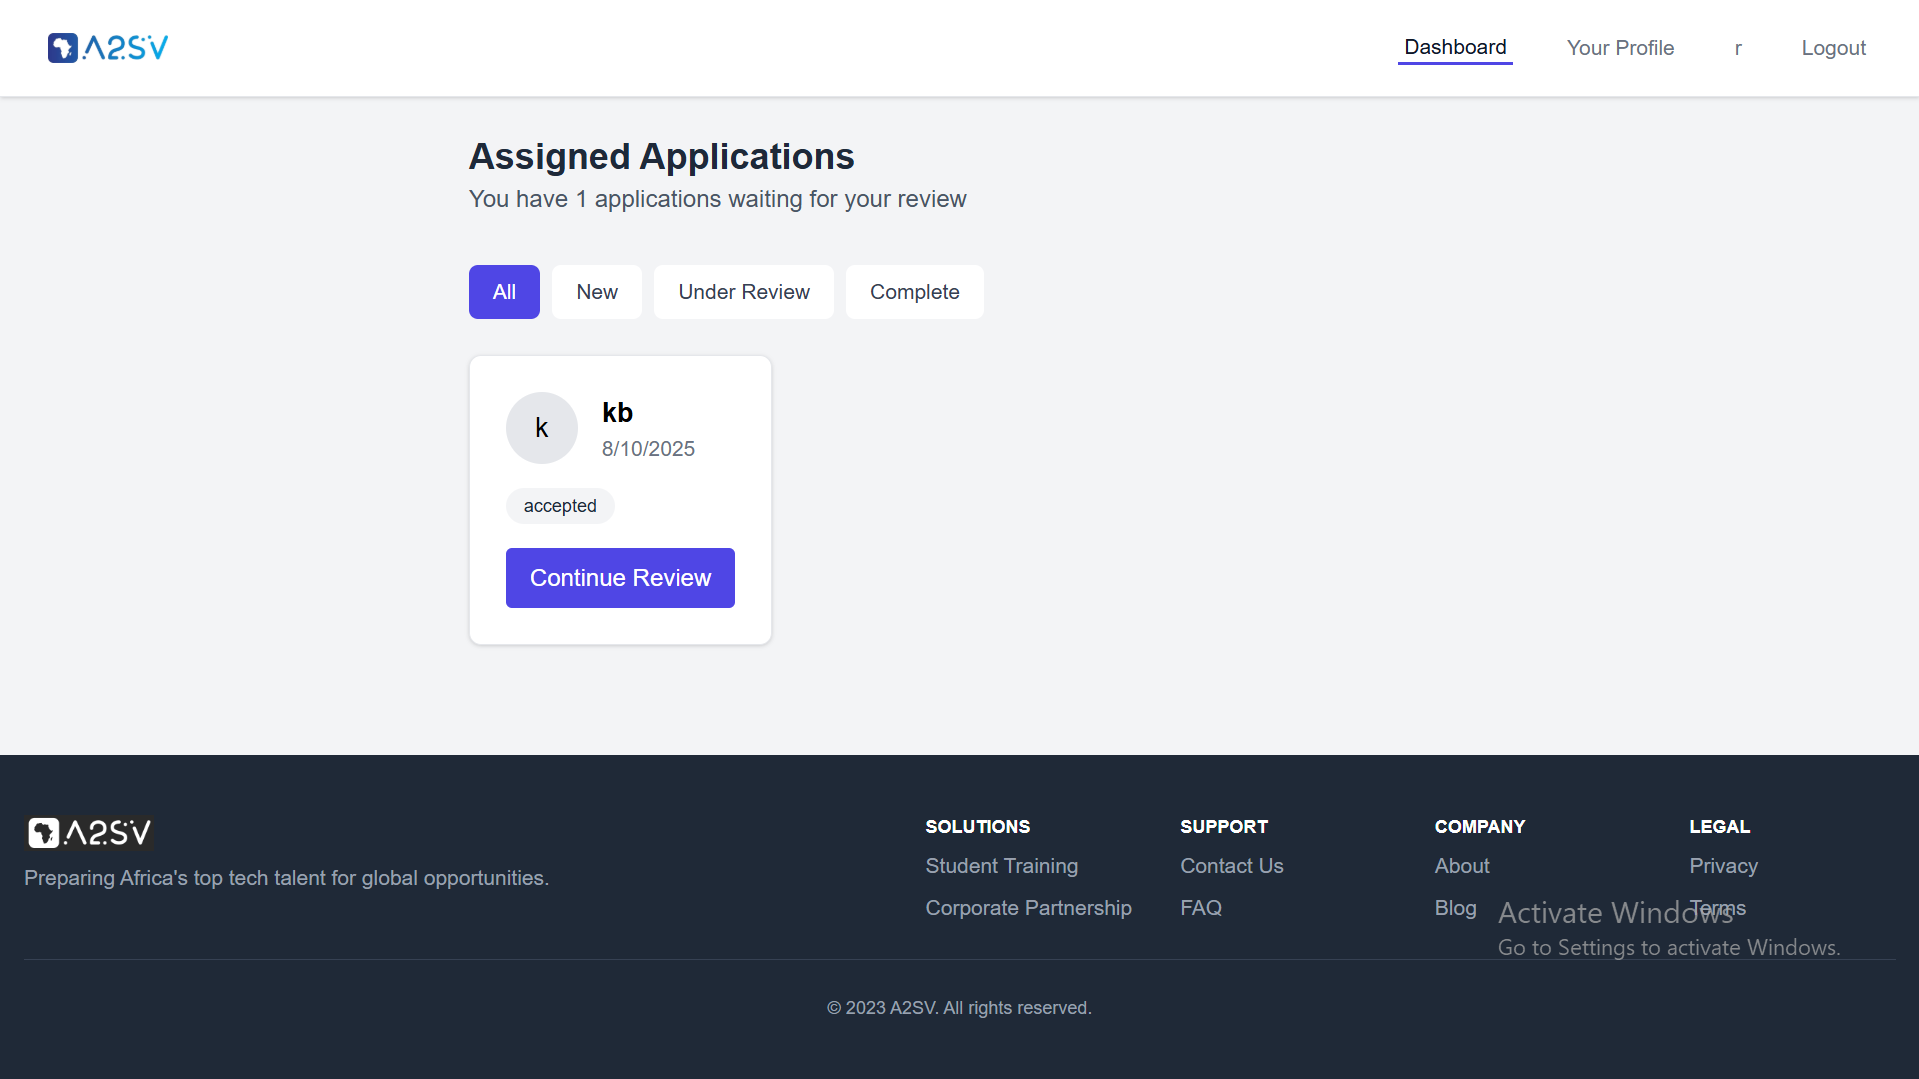 A2SV
Dashboard Your Profile r Logout
Assigned Applications
You have 1 applications waiting for your review
All New Under Review Complete
k
kb
8/10/2025
accepted
Continue Review
A2SV
Preparing Africa's top tech talent for global opportunities.
SOLUTIONS
Student Training
Corporate Partnership
SUPPORT
Contact Us
FAQ
COMPANY
About
Blog
LEGAL
Privacy
Terms
Activate Windows
Go to Settings to activate Windows.
© 2023 A2SV. All rights reserved.